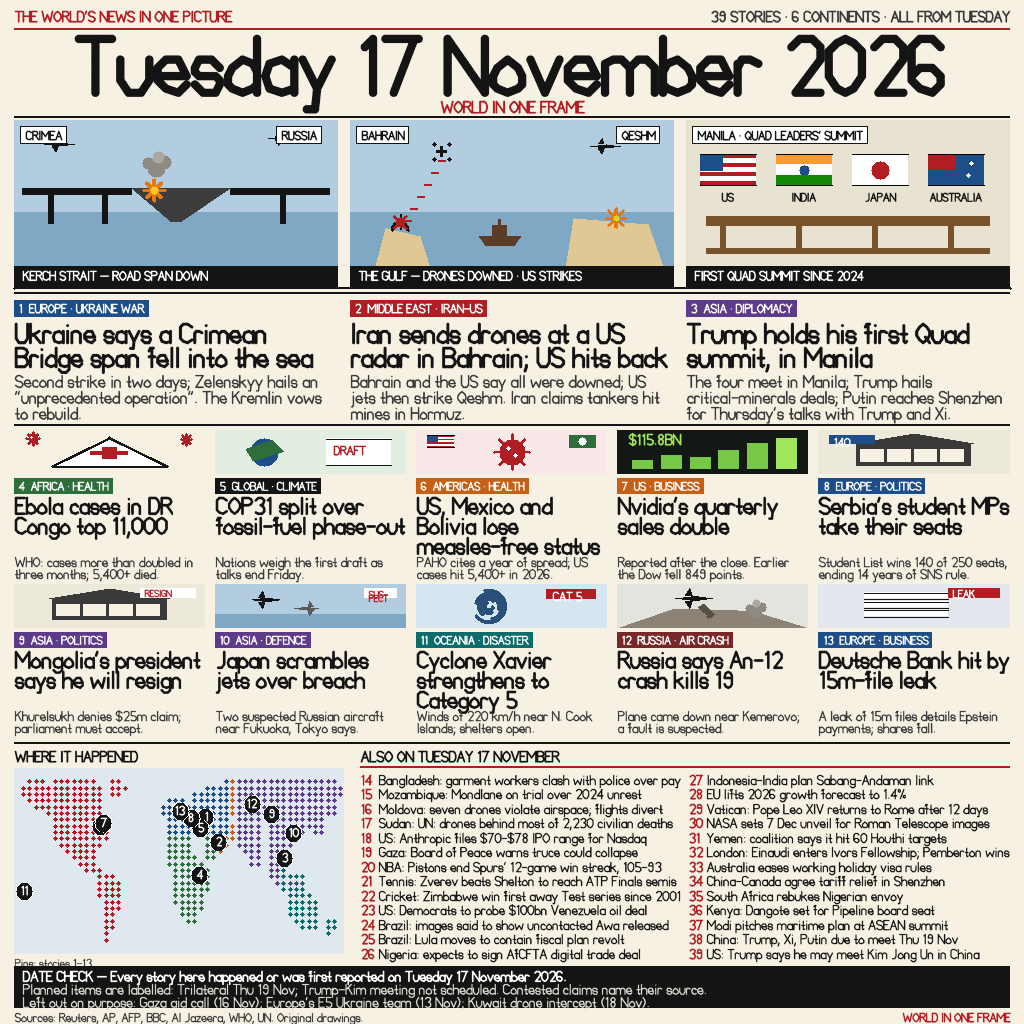 THE WORLD'S NEWS IN ONE PICTURE
39 STORIES · 6 CONTINENTS · ALL FROM TUESDAY
Tuesday 17 November 2026
WORLD IN ONE FRAME
CRIMEA
RUSSIA
KERCH STRAIT — ROAD SPAN DOWN
BAHRAIN
QESHM
THE GULF — DRONES DOWNED · US STRIKES
MANILA · QUAD LEADERS' SUMMIT
US
INDIA
JAPAN
AUSTRALIA
FIRST QUAD SUMMIT SINCE 2024
1 EUROPE · UKRAINE WAR
Ukraine says a Crimean
Bridge span fell into the sea
Second strike in two days; Zelenskyy hails an
"unprecedented operation". The Kremlin vows
to rebuild.
2 MIDDLE EAST · IRAN-US
Iran sends drones at a US
radar in Bahrain; US hits back
Bahrain and the US say all were downed; US
jets then strike Qeshm. Iran claims tankers hit
mines in Hormuz.
3 ASIA · DIPLOMACY
Trump holds his first Quad
summit, in Manila
The four meet in Manila; Trump hails
critical-minerals deals; Putin reaches Shenzhen
for Thursday's talks with Trump and Xi.
4 AFRICA · HEALTH
Ebola cases in DR
Congo top 11,000
WHO: cases more than doubled in
three months; 5,400+ died.
DRAFT
5 GLOBAL · CLIMATE
COP31 split over
fossil-fuel phase-out
Nations weigh the first draft as
talks end Friday.
6 AMERICAS · HEALTH
US, Mexico and
Bolivia lose
measles-free status
PAHO cites a year of spread; US
cases hit 5,400+ in 2026.
$115.8BN
7 US · BUSINESS
Nvidia's quarterly
sales double
Reported after the close. Earlier
the Dow fell 849 points.
140
8 EUROPE · POLITICS
Serbia's student MPs
take their seats
Student List wins 140 of 250 seats,
ending 14 years of SNS rule.
RESIGN
9 ASIA · POLITICS
Mongolia's president
says he will resign
Khurelsukh denies $25m claim;
parliament must accept.
10 ASIA · DEFENCE
Japan scrambles
jets over breach
Two suspected Russian aircraft
near Fukuoka, Tokyo says.
CAT 5
11 OCEANIA · DISASTER
Cyclone Xavier
strengthens to
Category 5
Winds of 220 km/h near N. Cook
Islands; shelters open.
12 RUSSIA · AIR CRASH
Russia says An-12
crash kills 19
Plane came down near Kemerovo;
a fault is suspected.
LEAK
13 EUROPE · BUSINESS
Deutsche Bank hit by
15m-file leak
A leak of 15m files details Epstein
payments; shares fall.
WHERE IT HAPPENED
13
8
1
5
2
12
9
10
3
4
7
11
Pins: stories 1–13
ALSO ON TUESDAY 17 NOVEMBER
14 Bangladesh: garment workers clash with police over pay
15 Mozambique: Mondlane on trial over 2024 unrest
16 Moldova: seven drones violate airspace; flights divert
17 Sudan: UN: drones behind most of 2,230 civilian deaths
18 US: Anthropic files $70–$78 IPO range for Nasdaq
19 Gaza: Board of Peace warns truce could collapse
20 NBA: Pistons end Spurs' 12-game win streak, 105–93
21 Tennis: Zverev beats Shelton to reach ATP Finals semis
22 Cricket: Zimbabwe win first away Test series since 2001
23 US: Democrats to probe $100bn Venezuela oil deal
24 Brazil: images said to show uncontacted Awa released
25 Brazil: Lula moves to contain fiscal plan revolt
26 Nigeria: expects to sign AfCFTA digital trade deal
27 Indonesia-India plan Sabang-Andaman link
28 EU lifts 2026 growth forecast to 1.4%
29 Vatican: Pope Leo XIV returns to Rome after 12 days
30 NASA sets 7 Dec unveil for Roman Telescope images
31 Yemen: coalition says it hit 60 Houthi targets
32 London: Einaudi enters Ivors Fellowship; Pemberton wins
33 Australia eases working holiday visa rules
34 China-Canada agree tariff relief in Shenzhen
35 South Africa rebukes Nigerian envoy
36 Kenya: Dangote set for Pipeline board seat
37 Modi pitches maritime plan at ASEAN summit
38 China: Trump, Xi, Putin due to meet Thu 19 Nov
39 US: Trump says he may meet Kim Jong Un in China
DATE CHECK — Every story here happened or was first reported on Tuesday 17 November 2026.
Planned items are labelled: Trilateral Thu 19 Nov; Trump-Kim meeting not scheduled. Contested claims name their source.
Left out on purpose: Gaza aid call (16 Nov); Europe's E5 Ukraine team (13 Nov); Kuwait drone intercept (18 Nov).
Sources: Reuters, AP, AFP, BBC, Al Jazeera, WHO, UN. Original drawings.
WORLD IN ONE FRAME